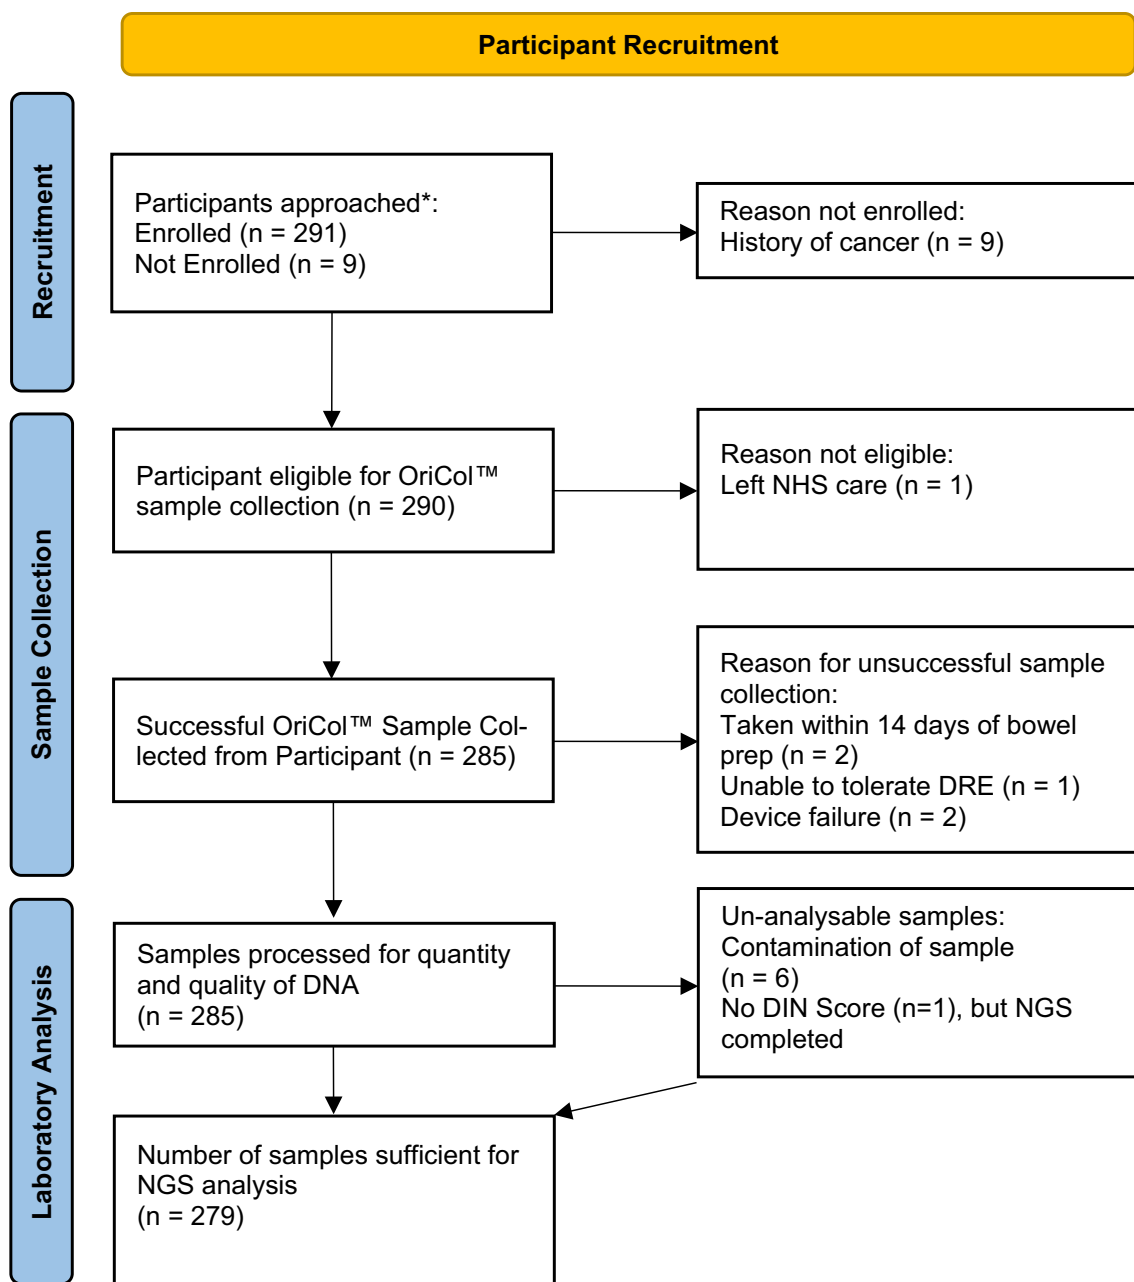 Participant Recruitment
Recruitment
Participants approached*:
Enrolled (n = 291)
Not Enrolled (n = 9)
Reason not enrolled:
History of cancer (n = 9)
Sample Collection
Participant eligible for OriCol™
sample collection (n = 290)
Reason not eligible:
Left NHS care (n = 1)
Successful OriCol™ Sample Col-
lected from Participant (n = 285)
Reason for unsuccessful sample
collection:
Taken within 14 days of bowel
prep (n = 2)
Unable to tolerate DRE (n = 1)
Device failure (n = 2)
Laboratory Analysis
Samples processed for quantity
and quality of DNA
(n = 285)
Un-analysable samples:
Contamination of sample
(n = 6)
No DIN Score (n=1), but NGS
completed
Number of samples sufficient for
NGS analysis
(n = 279)